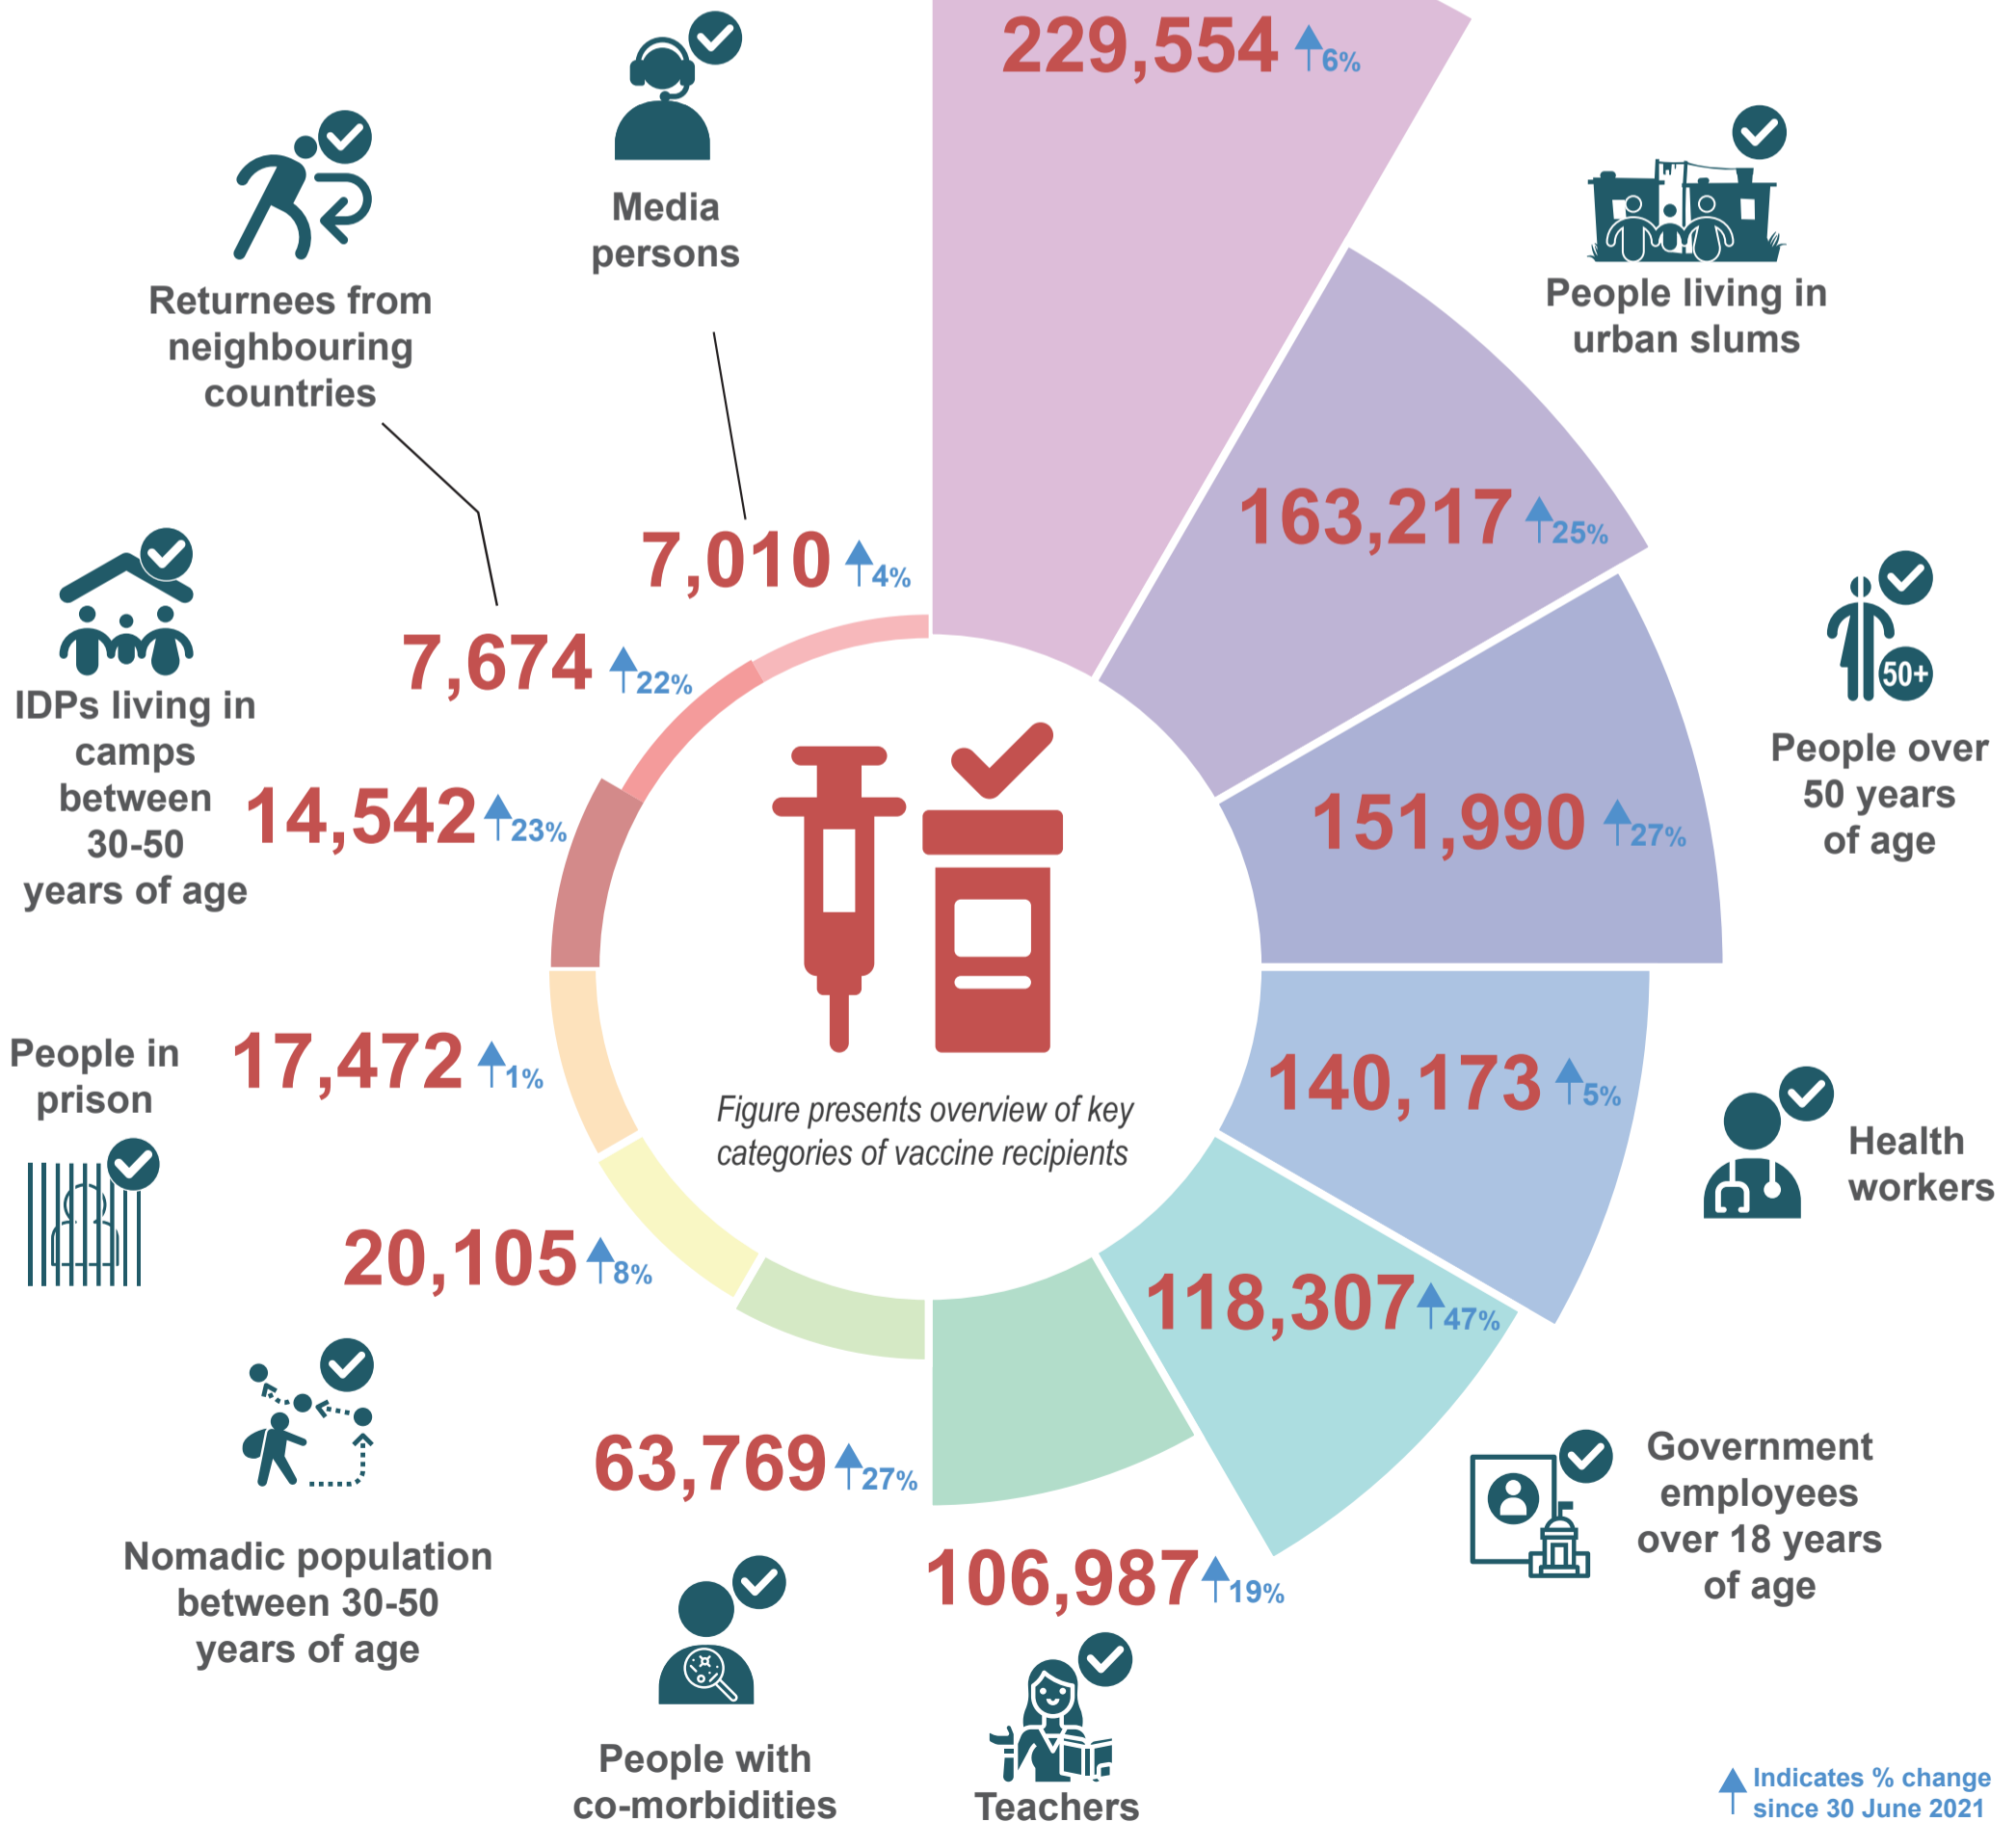 229,554 6%
Media
persons
7,010 4%
Returnees from
neighbouring
countries
7,674 22%
People living in
urban slums
163,217 25%
People over
50 years
of age
50+
151,990 27%
IDPs living in
camps
between
30-50
years of age
14,542 23%
Figure presents overview of key
categories of vaccine recipients
140,173 5%
Health
workers
People in
prison
17,472 1%
118,307 47%
Government
employees
over 18 years
of age
20,105 8%
Nomadic population
between 30-50
years of age
63,769 27%
People with
co-morbidities
106,987 19%
Teachers
Indicates % change
since 30 June 2021